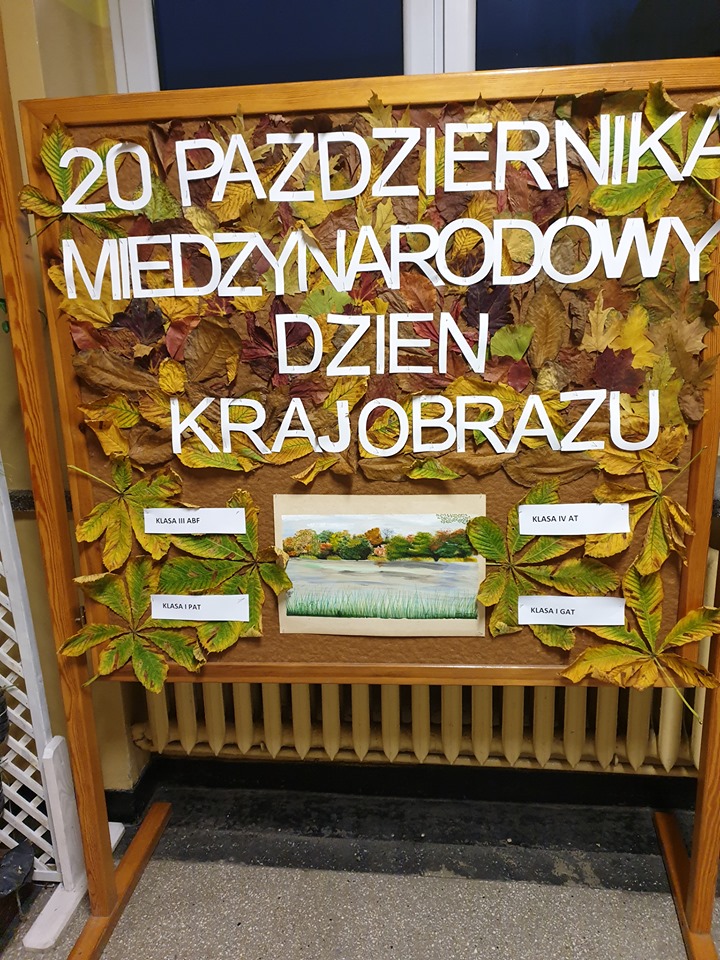 20 PAZDZIERNIKA
MIEDZYNARODOWY
DZIEN
KRAJOBRAZU
KLASA III ABF
KLASA IV AT
KLASA I PAT
KLASA I GAT